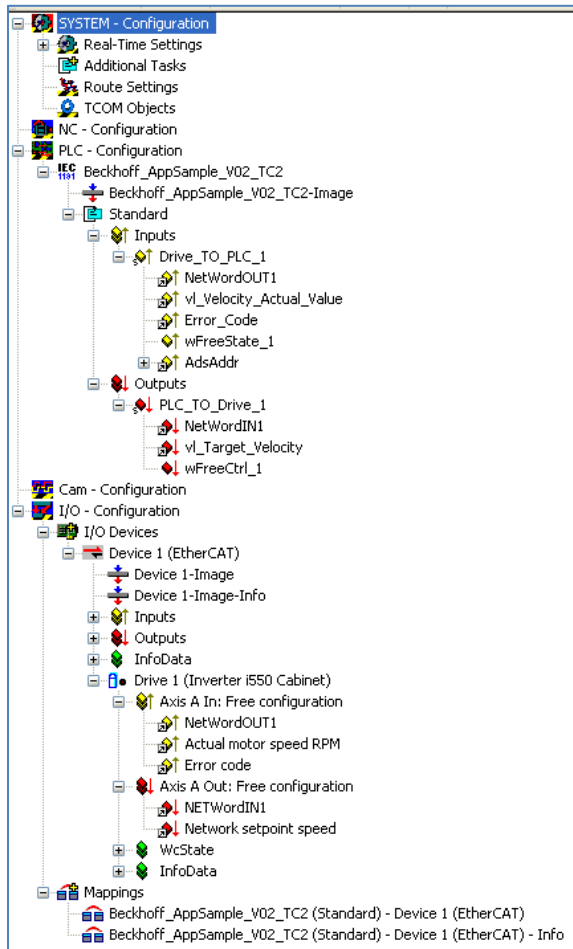 SYSTEM - Configuration
Real-Time Settings
Additional Tasks
Route Settings
TCOM Objects
NC - Configuration
PLC - Configuration
IEC
1131
Beckhoff_AppSample_V02_TC2
Beckhoff_AppSample_V02_TC2-Image
Standard
Inputs
Drive_TO_PLC_1
NetWordOUT1
vl_Velocity_Actual_Value
Error_Code
wFreeState_1
AdsAddr
Outputs
PLC_TO_Drive_1
NetWordIN1
vl_Target_Velocity
wFreeCtrl_1
Cam - Configuration
I/O - Configuration
I/O Devices
Device 1 (EtherCAT)
Device 1-Image
Device 1-Image-Info
Inputs
Outputs
InfoData
Drive 1 (Inverter i550 Cabinet)
Axis A In: Free configuration
NetWordOUT1
Actual motor speed RPM
Error code
Axis A Out: Free configuration
NETWordIN1
Network setpoint speed
WcState
InfoData
Mappings
Beckhoff_AppSample_V02_TC2 (Standard) - Device 1 (EtherCAT)
Beckhoff_AppSample_V02_TC2 (Standard) - Device 1 (EtherCAT) - Info